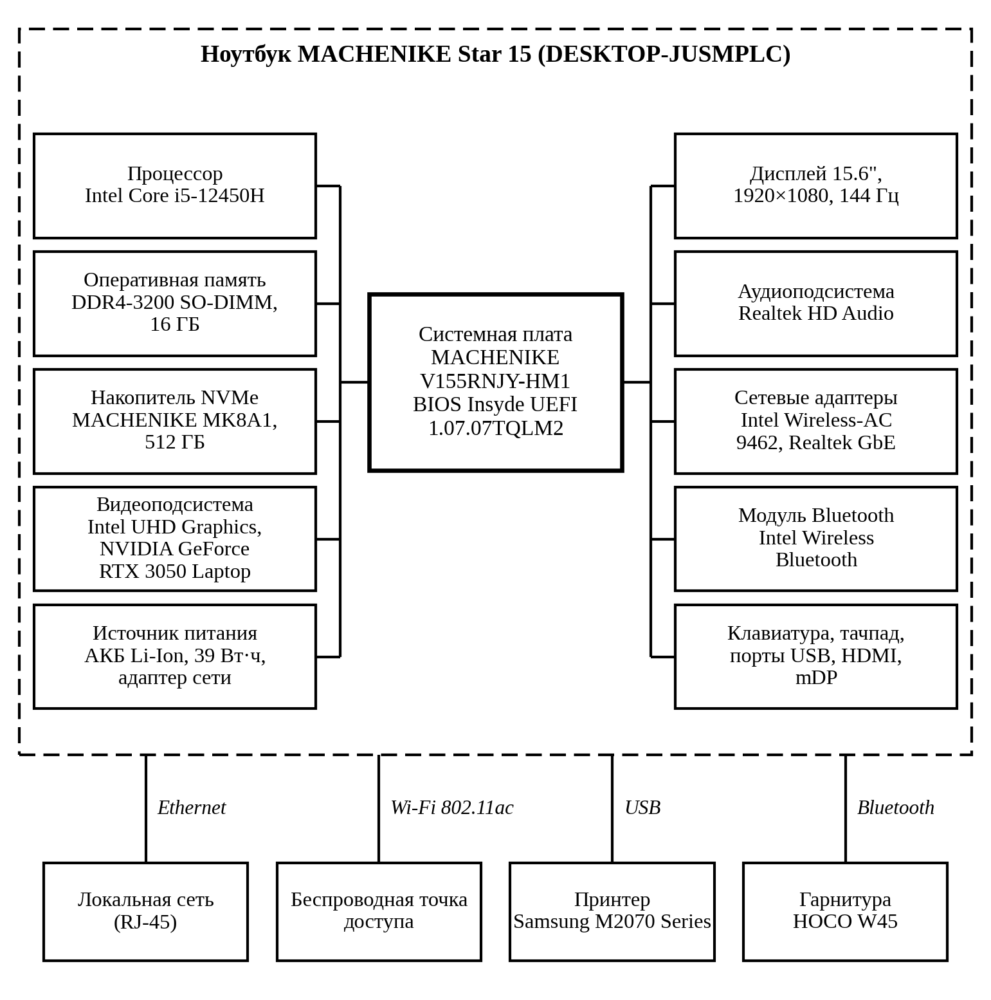 Ноутбук MACHENIKE Star 15 (DESKTOP-JUSMPLC)
Процессор
Intel Core i5-12450H
Оперативная память
DDR4-3200 SO-DIMM,
16 ГБ
Накопитель NVMe
MACHENIKE MK8A1,
512 ГБ
Видеоподсистема
Intel UHD Graphics,
NVIDIA GeForce
RTX 3050 Laptop
Источник питания
АКБ Li-Ion, 39 Вт·ч,
адаптер сети
Системная плата
MACHENIKE
V155RNJY-HM1
BIOS Insyde UEFI
1.07.07TQLM2
Дисплей 15.6",
1920×1080, 144 Гц
Аудиоподсистема
Realtek HD Audio
Сетевые адаптеры
Intel Wireless-AC
9462, Realtek GbE
Модуль Bluetooth
Intel Wireless
Bluetooth
Клавиатура, тачпад,
порты USB, HDMI,
mDP
Ethernet
Wi-Fi 802.11ac
USB
Bluetooth
Локальная сеть
(RJ-45)
Беспроводная точка
доступа
Принтер
Samsung M2070 Series
Гарнитура
HOCO W45